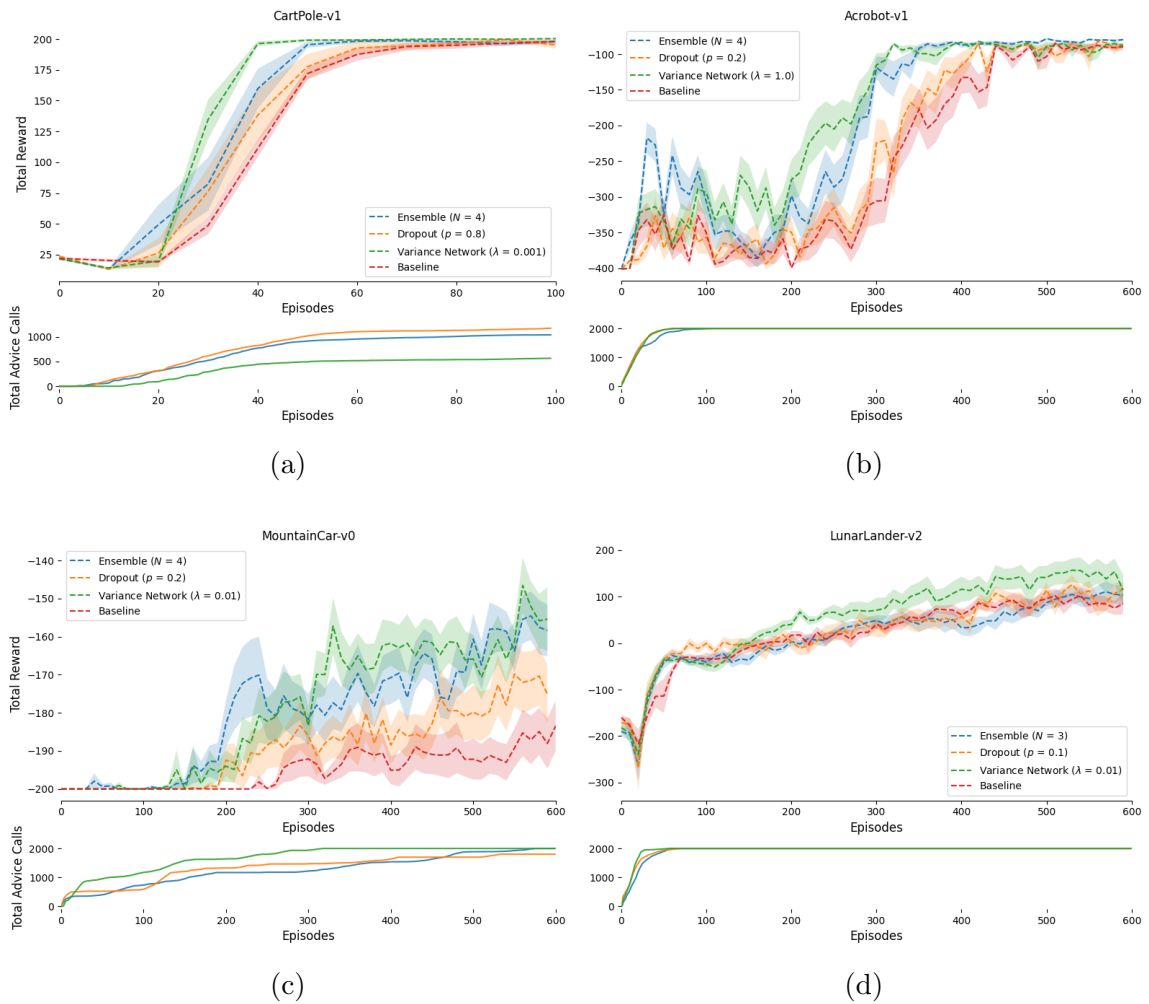 CartPole-v1
Total Reward
200
175
150
125
100
75
50
25
Ensemble (N = 4)
Dropout (p = 0.8)
Variance Network (λ = 0.001)
Baseline
0 20 40 60 80 100
Episodes
Total Advice Calls
1000
500
0
0 20 40 60 80 100
Episodes
(a)
Acrobot-v1
−100
−150
−200
−250
−300
−350
−400
Ensemble (N = 4)
Dropout (p = 0.2)
Variance Network (λ = 1.0)
Baseline
0 100 200 300 400 500 600
Episodes
2000
1000
0
0 100 200 300 400 500 600
Episodes
(b)
MountainCar-v0
Total Reward
−140
−150
−160
−170
−180
−190
−200
Ensemble (N = 4)
Dropout (p = 0.2)
Variance Network (λ = 0.01)
Baseline
0 100 200 300 400 500 600
Episodes
Total Advice Calls
2000
1000
0
0 100 200 300 400 500 600
Episodes
(c)
LunarLander-v2
200
100
0
−100
−200
−300
Ensemble (N = 3)
Dropout (p = 0.1)
Variance Network (λ = 0.01)
Baseline
0 100 200 300 400 500 600
Episodes
2000
1000
0
0 100 200 300 400 500 600
Episodes
(d)